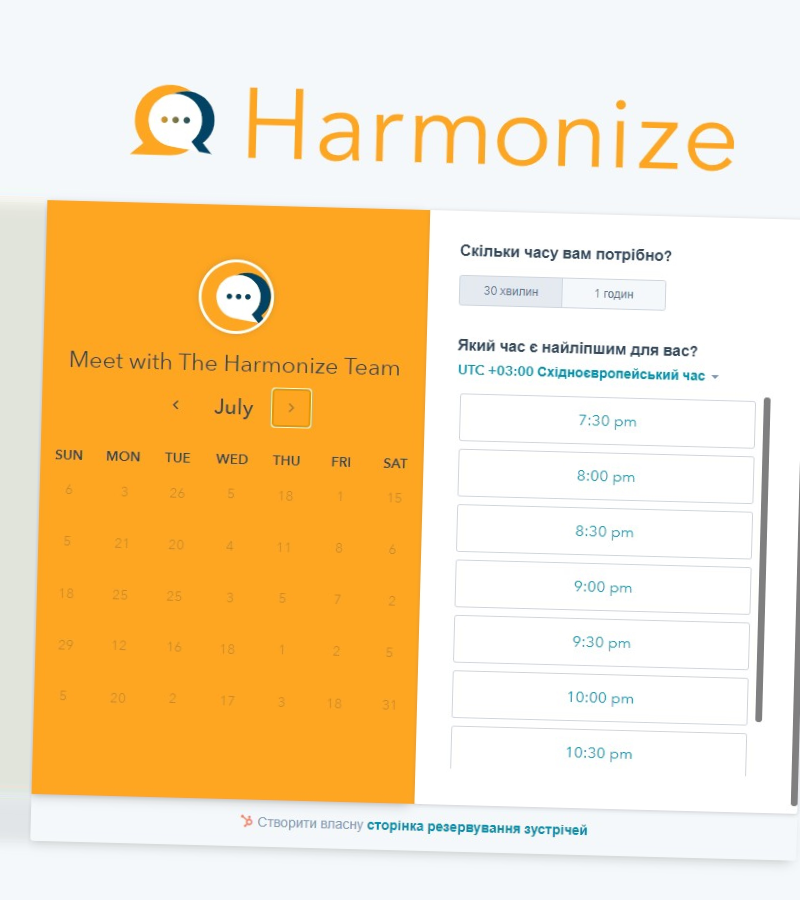 Harmonize
Meet with The Harmonize Team
July
SUN MON TUE WED THU FRI SAT
6 3 26 5 18 1 15
5 21 20 4 11 8 6
18 25 25 3 5 7 2
29 12 16 18 1 2 5
5 20 2 17 3 18 31
Скільки часу вам потрібно?
30 хвилин 1 годин
Який час є найліпшим для вас?
UTC +03:00 Східноєвропейський час
7:30 pm
8:00 pm
8:30 pm
9:00 pm
9:30 pm
10:00 pm
10:30 pm
Створити власну сторінка резервування зустрічей